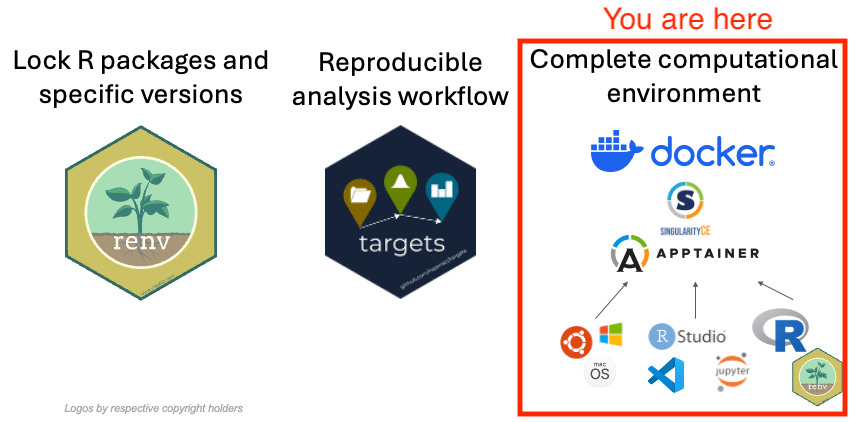 You are here
Lock R packages and
specific versions
Reproducible
analysis workflow
Complete computational
environment
renv
targets
docker
S
SINGULARITYCE
APPTAINER
R Studio
R
mac
OS
jupyter
renv
Logos by respective copyright holders